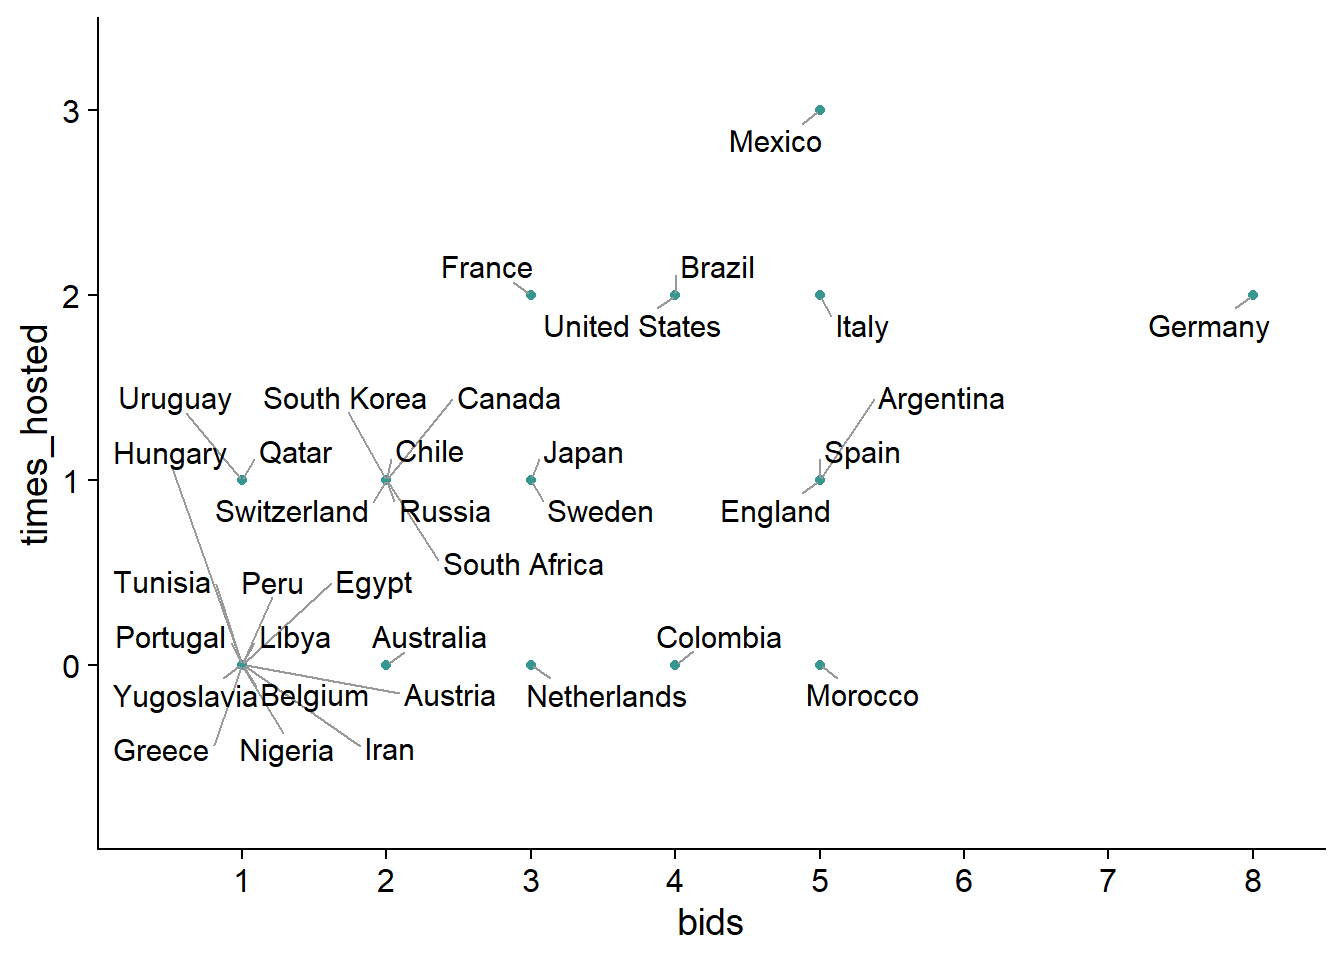 3
Mexico
France
Brazil
2
United States
Italy
Germany
Uruguay
South Korea
Canada
Argentina
Hungary
Qatar
Chile
Japan
Spain
1
Switzerland
Russia
Sweden
England
South Africa
Tunisia
Peru
Egypt
Portugal
Libya
Australia
Colombia
0
Yugoslavia
Belgium
Austria
Netherlands
Morocco
Greece
Nigeria
Iran
times_hosted
1 2 3 4 5 6 7 8
bids